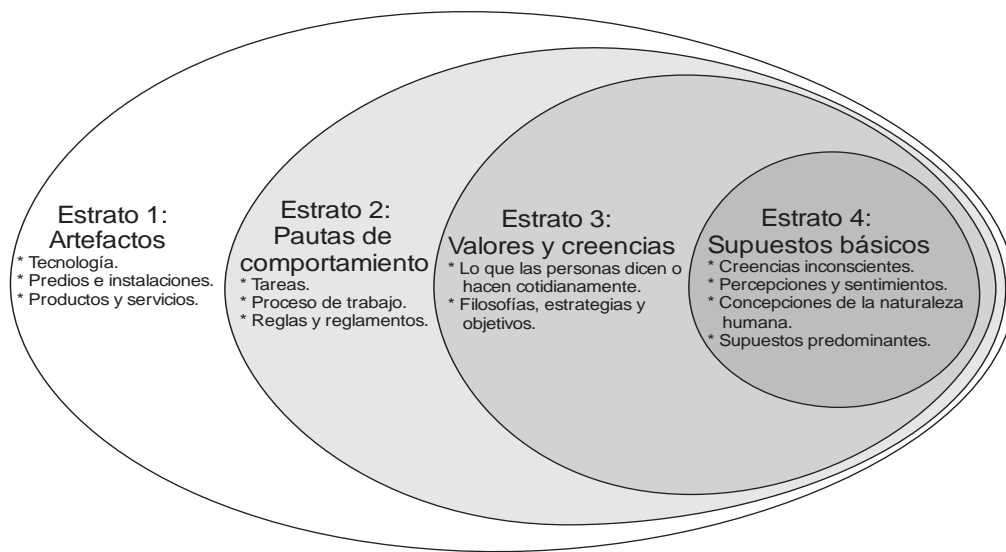 Estrato 1:
Artefactos
* Tecnología.
* Predios e instalaciones.
* Productos y servicios.
Estrato 2:
Pautas de
comportamiento
* Tareas.
* Proceso de trabajo.
* Reglas y reglamentos.
Estrato 3:
Valores y creencias
* Lo que las personas dicen o
hacen cotidianamente.
* Filosofías, estrategias y
objetivos.
Estrato 4:
Supuestos básicos
* Creencias inconscientes.
* Percepciones y sentimientos.
* Concepciones de la naturaleza
humana.
* Supuestos predominantes.